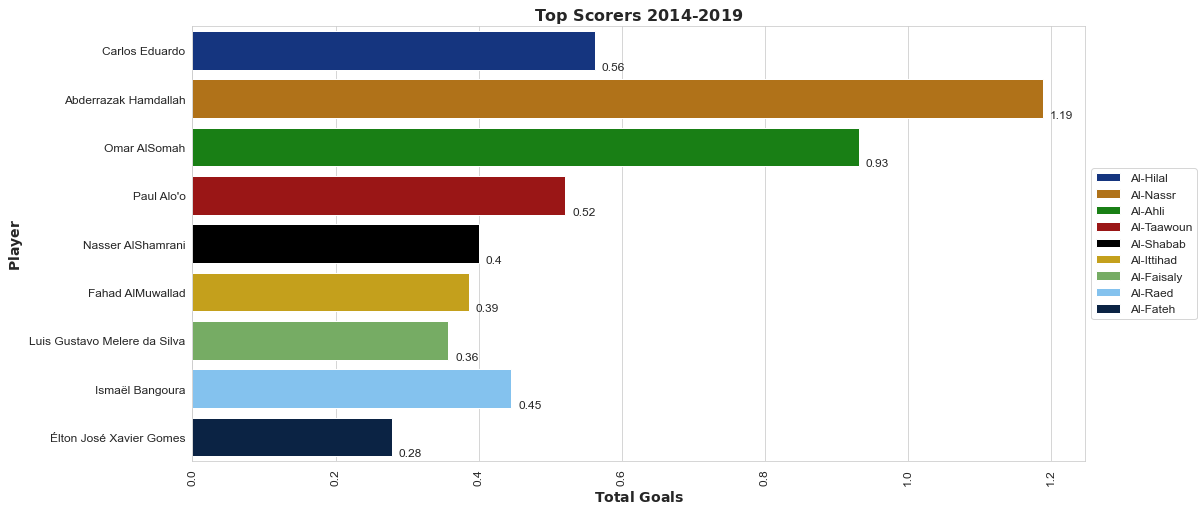 Top Scorers 2014-2019
Player
Carlos Eduardo
0.56
Abderrazak Hamdallah
1.19
Omar AlSomah
0.93
Paul Alo'o
0.52
Nasser AlShamrani
0.4
Fahad AlMuwallad
0.39
Luis Gustavo Melere da Silva
0.36
Ismaël Bangoura
0.45
Élton José Xavier Gomes
0.28
0.0 0.2 0.4 0.6 0.8 1.0 1.2
Total Goals
Al-Hilal
Al-Nassr
Al-Ahli
Al-Taawoun
Al-Shabab
Al-Ittihad
Al-Faisaly
Al-Raed
Al-Fateh